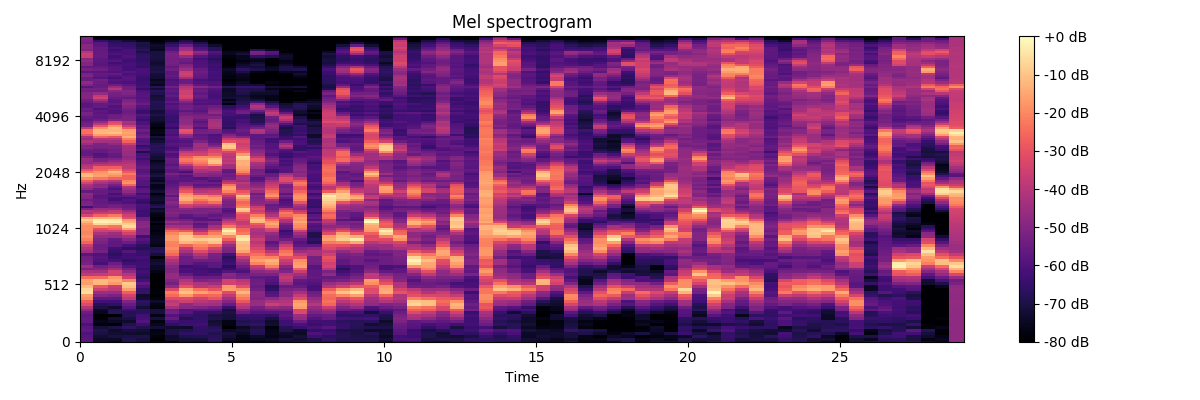 Mel spectrogram
Hz
8192
4096
2048
1024
512
0
0 5 10 15 20 25
Time
+0 dB
-10 dB
-20 dB
-30 dB
-40 dB
-50 dB
-60 dB
-70 dB
-80 dB